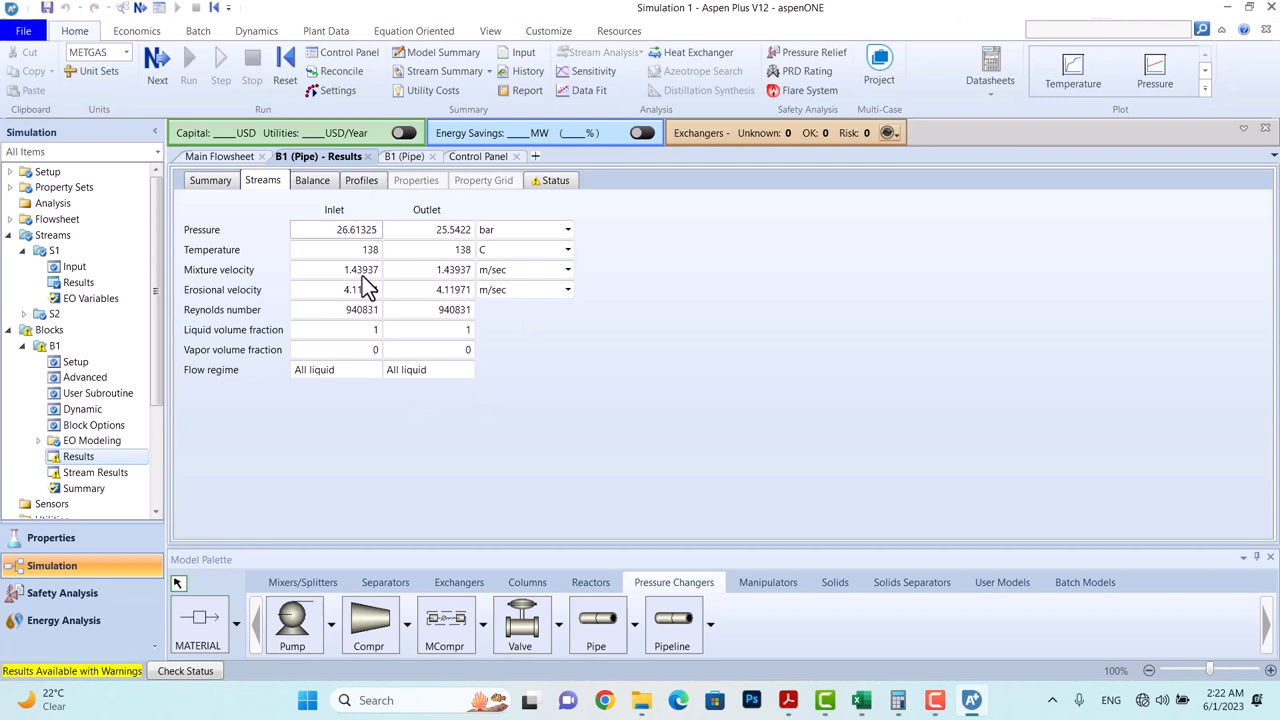 Simulation 1 - Aspen Plus V12 - aspenONE
File Home Economics Batch Dynamics Plant Data Equation Oriented View Customize Resources
Cut METGAS Next Run Step Stop Reset Control Panel Model Summary Input Stream Analysis Heat Exchanger Pressure Relief Project Datasheets Temperature Pressure
Copy Unit Sets Reconcile Stream Summary History Sensitivity Azeotrope Search PRD Rating
Paste Settings Utility Costs Report Data Fit Distillation Synthesis Flare System
Clipboard Units Run Summary Analysis Safety Analysis Multi-Case Plot
Simulation
Capital: _____USD Utilities: _____USD/Year Energy Savings: ____MW (____%) Exchangers - Unknown: 0 OK: 0 Risk: 0
All Items
Main Flowsheet B1 (Pipe) - Results B1 (Pipe) Control Panel
Summary Streams Balance Profiles Properties Property Grid Status
Setup
Property Sets
Analysis
Flowsheet
Streams
S1
Input
Results
EO Variables
S2
Blocks
B1
Setup
Advanced
User Subroutine
Dynamic
Block Options
EO Modeling
Results
Stream Results
Summary
Sensors
Inlet Outlet
Pressure 26.61325 25.5422 bar
Temperature 138 138 C
Mixture velocity 1.43937 1.43937 m/sec
Erosional velocity 4.11971 m/sec
Reynolds number 940831 940831
Liquid volume fraction 1 1
Vapor volume fraction 0 0
Flow regime All liquid All liquid
Properties
Simulation
Safety Analysis
Energy Analysis
Model Palette
Mixers/Splitters Separators Exchangers Columns Reactors Pressure Changers Manipulators Solids Solids Separators User Models Batch Models
MATERIAL Pump Compr MCompr Valve Pipe Pipeline
Results Available with Warnings Check Status 100%
22°C
Clear
Search
ENG
2:22 AM
6/1/2023